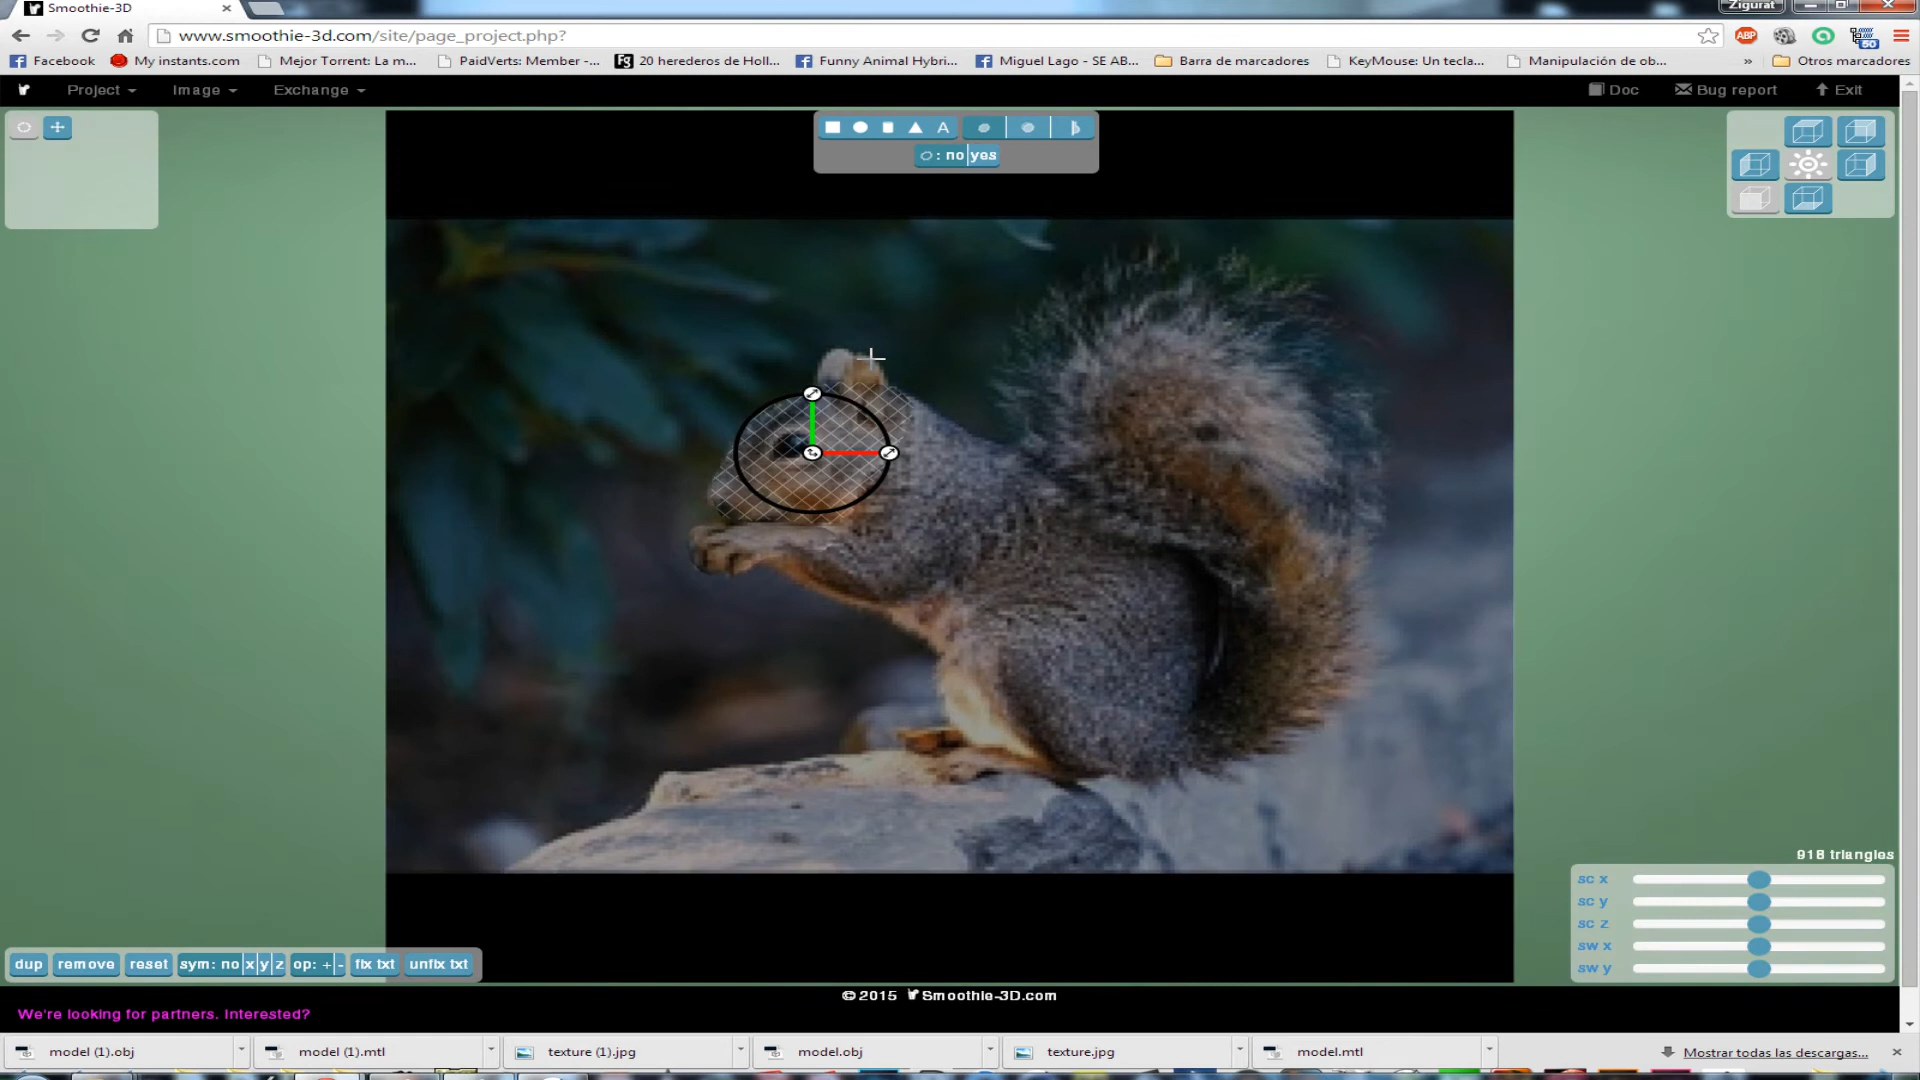 Smoothie-3D
Zigurat
www.smoothie-3d.com/site/page_project.php?
ABP
50
Facebook
My instants.com
Mejor Torrent: La m...
PaidVerts: Member -...
Fg
20 herederos de Holl...
Funny Animal Hybri...
Miguel Lago - SE AB...
Barra de marcadores
KeyMouse: Un tecla...
Manipulación de ob...
»
Otros marcadores
Project
Image
Exchange
Doc
Bug report
Exit
A
: no yes
918 triangles
sc x
sc y
sc z
sw x
sw y
dup
remove
reset
sym: no x y z
op: + -
fix txt
unfix txt
© 2015 Smoothie-3D.com
We're looking for partners. Interested?
model (1).obj
model (1).mtl
texture (1).jpg
model.obj
texture.jpg
model.mtl
Mostrar todas las descargas...